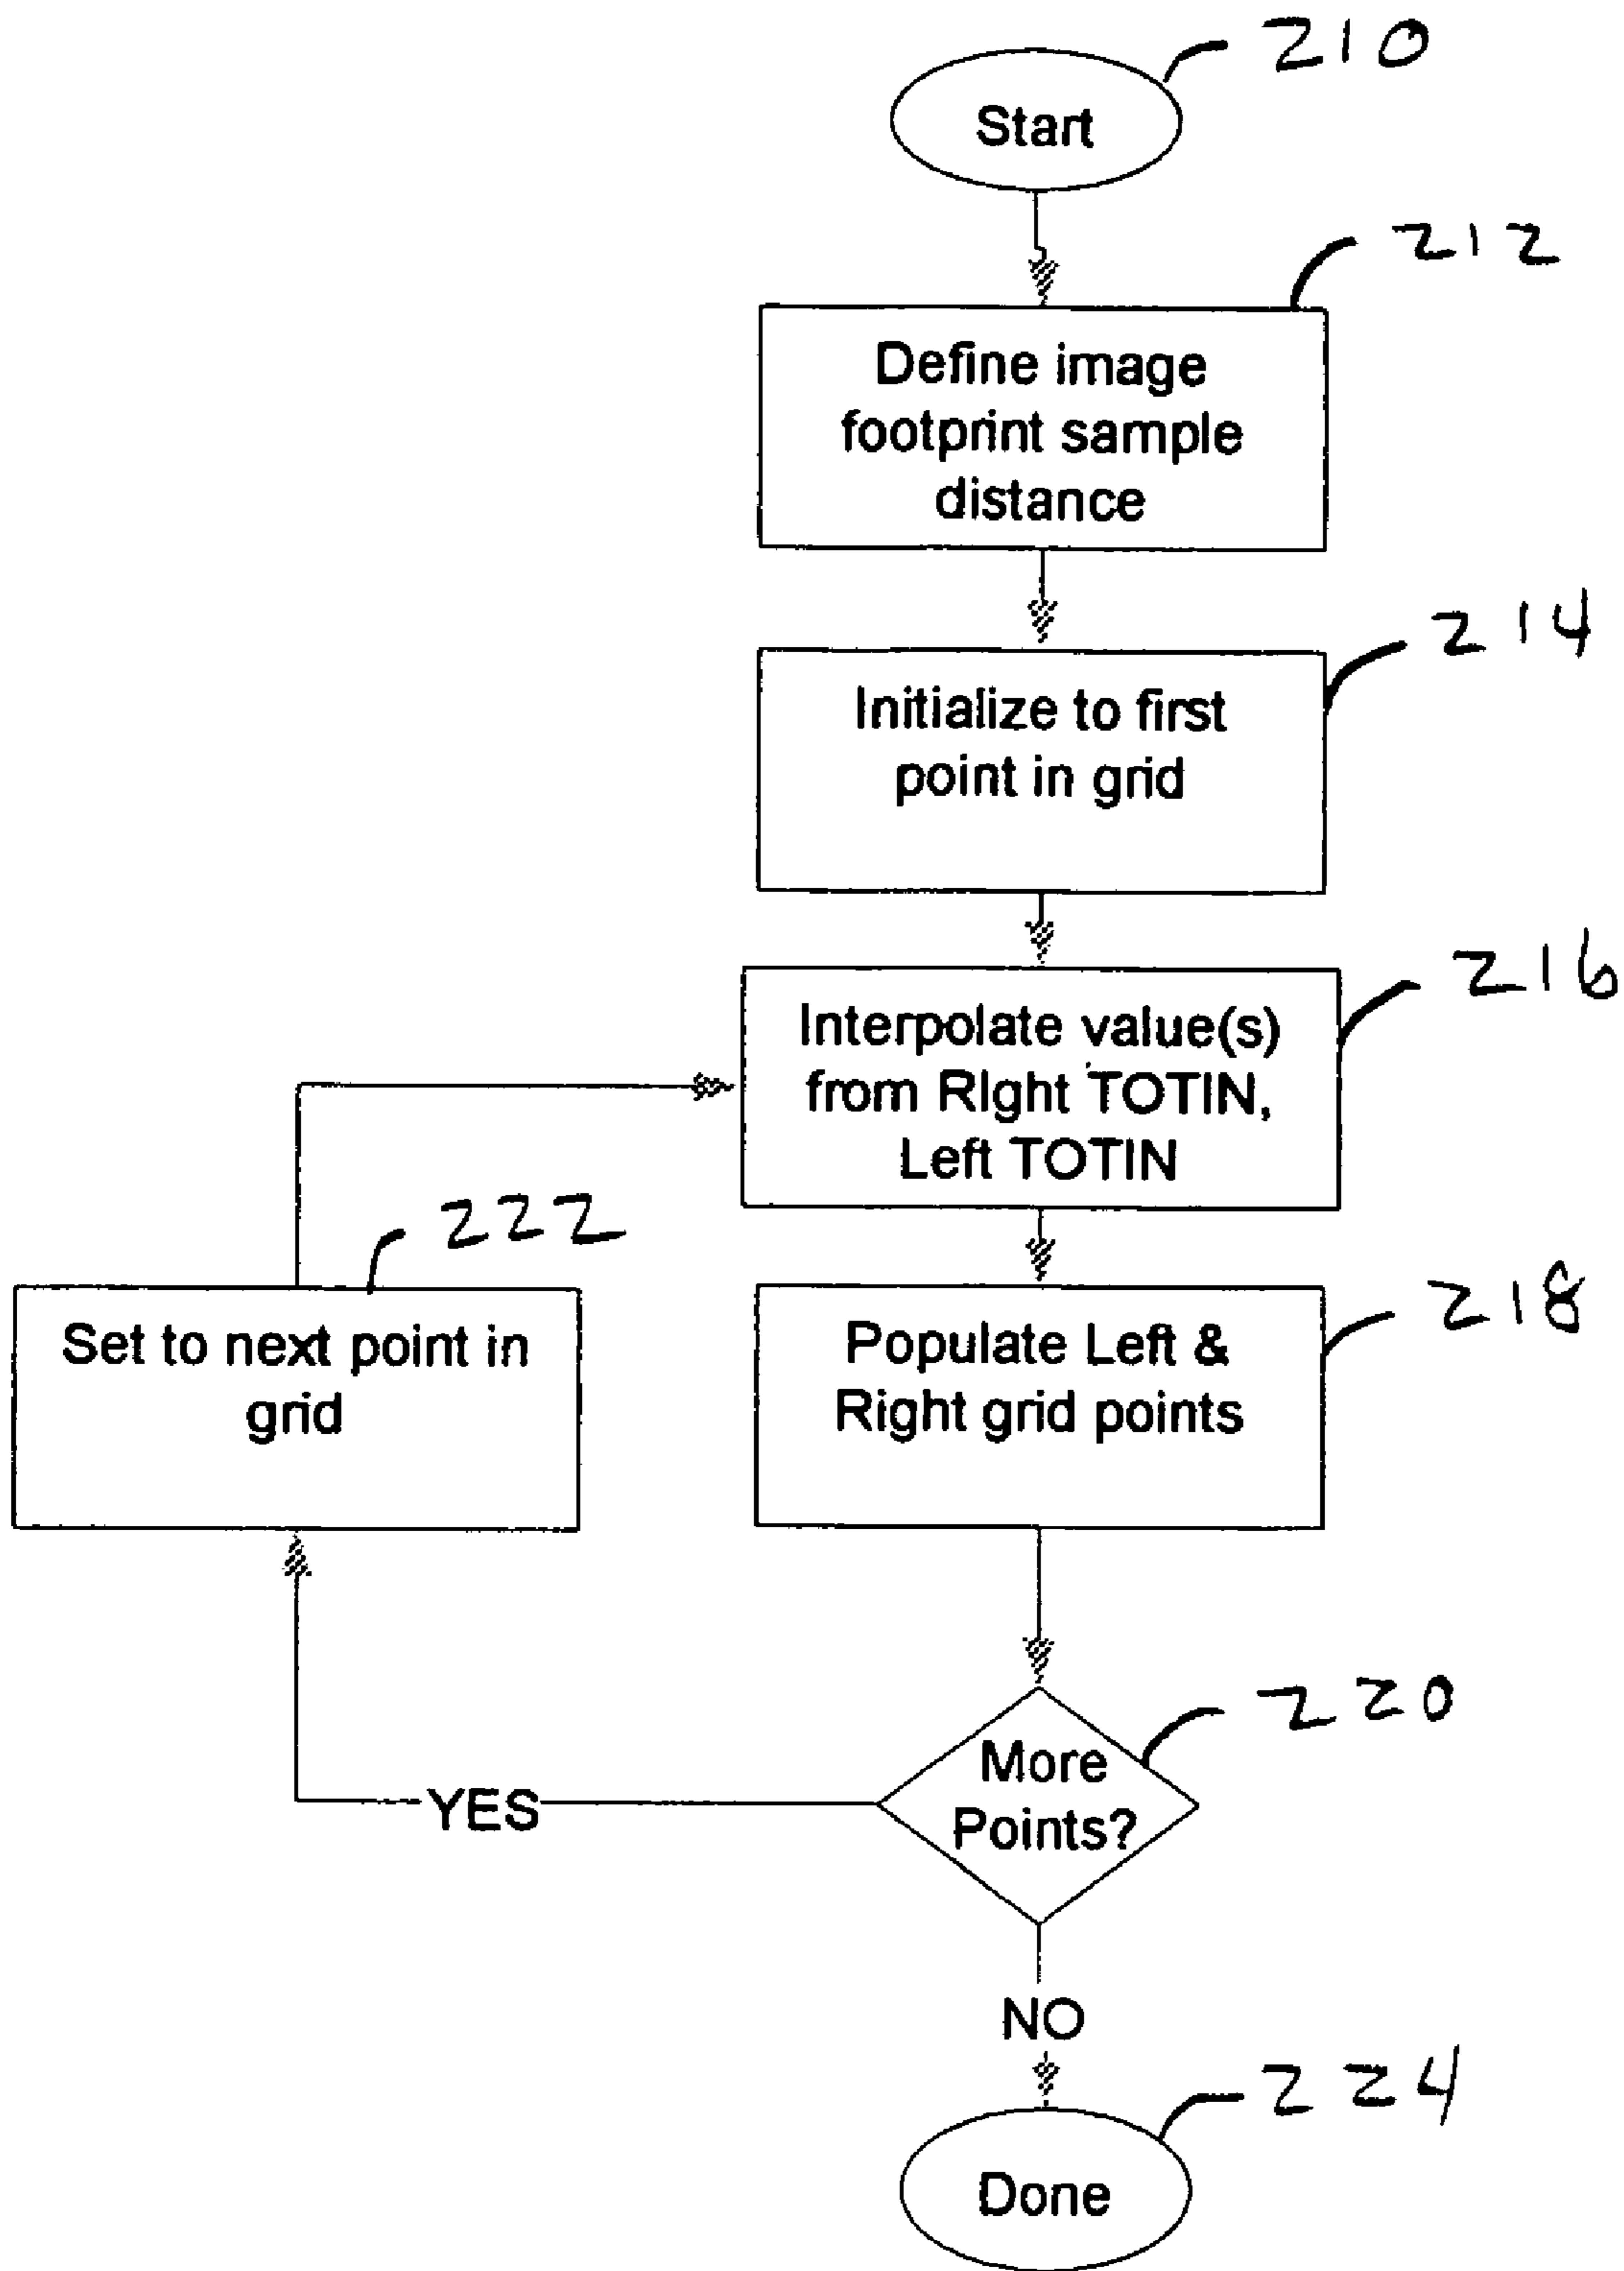 210
Start
212
Define image
footprint sample
distance
214
Initialize to first
point in grid
216
Interpolate value(s)
from RIght TOTIN,
Left TOTIN
222
Set to next point in
grid
218
Populate Left &
Right grid points
220
More
Points?
YES
NO
224
Done